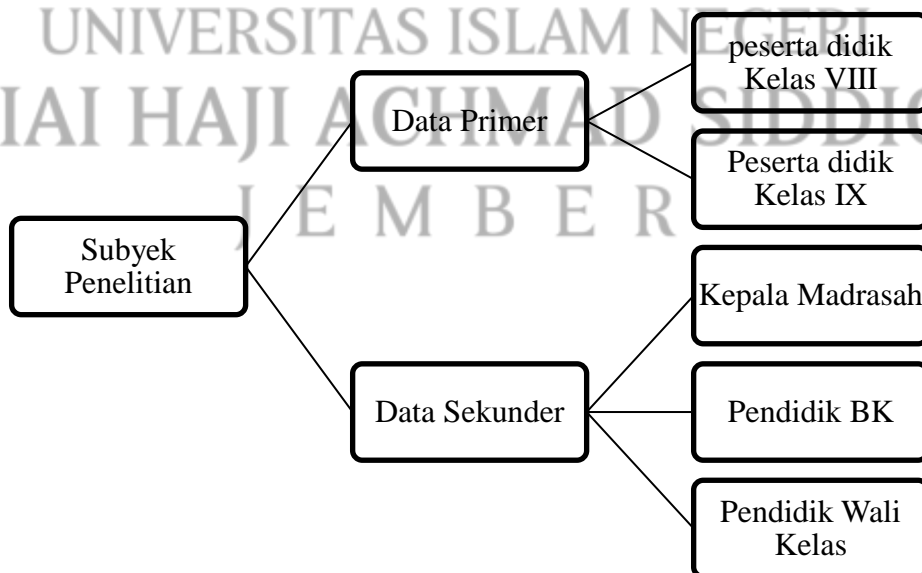 UNIVERSITAS ISLAM NEGERI
IAI HAJI ACHMAD SIDDIQ
J E M B E R
Subyek
Penelitian
Data Primer
peserta didik
Kelas VIII
Peserta didik
Kelas IX
Data Sekunder
Kepala Madrasah
Pendidik BK
Pendidik Wali
Kelas